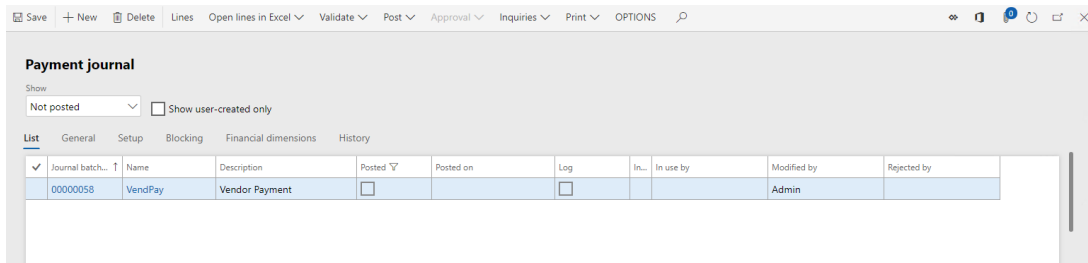 Save New Delete Lines Open lines in Excel Validate Post Approval Inquiries Print OPTIONS 0
Payment journal
Show
Not posted Show user-created only
List General Setup Blocking Financial dimensions History
Journal batch... Name Description Posted Posted on Log In... In use by Modified by Rejected by
00000058 VendPay Vendor Payment Admin